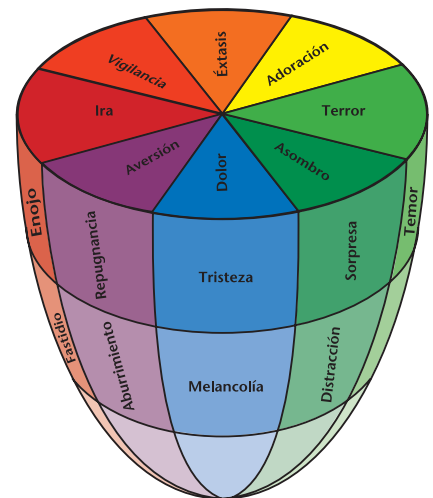 Vigilancia
Éxtasis
Adoración
Ira
Terror
Aversión
Dolor
Asombro
Enojo
Repugnancia
Tristeza
Sorpresa
Temor
Fastidio
Aburrimiento
Melancolía
Distracción